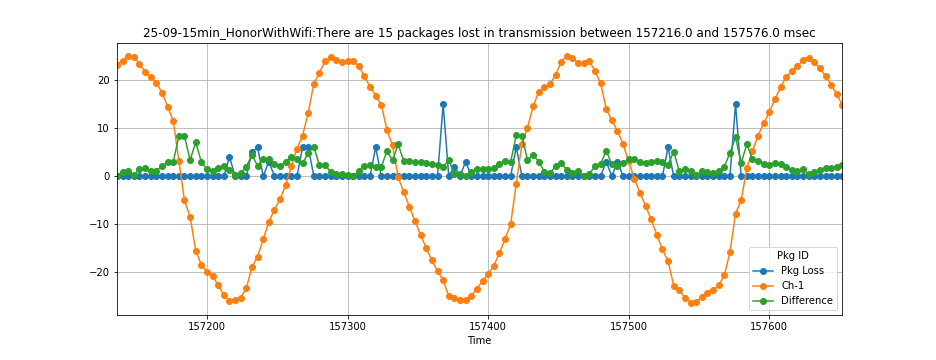 25-09-15min_HonorWithWifi:There are 15 packages lost in transmission between 157216.0 and 157576.0 msec
20
10
0
−10
−20
157200
157300
157400
157500
157600
Time
Pkg ID
Pkg Loss
Ch-1
Difference